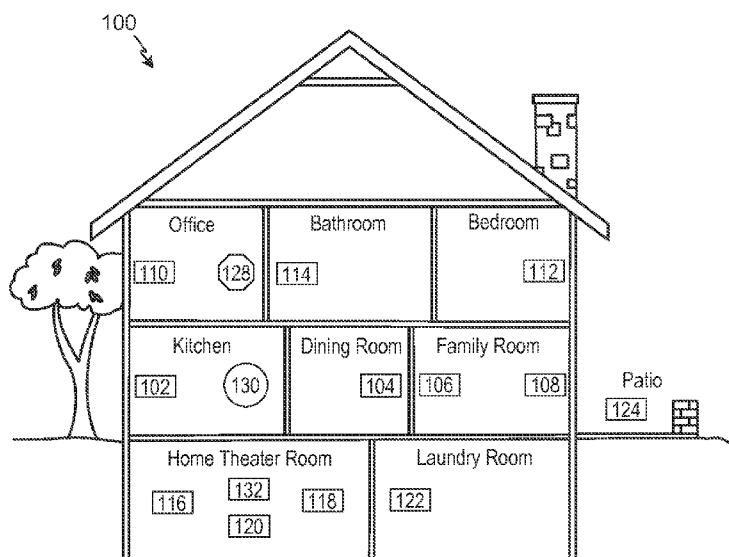 100
Office Bathroom Bedroom
110 128 114 112
Kitchen Dining Room Family Room
102 130 104 106 108
Patio
124
Home Theater Room Laundry Room
116 132 118 122
120